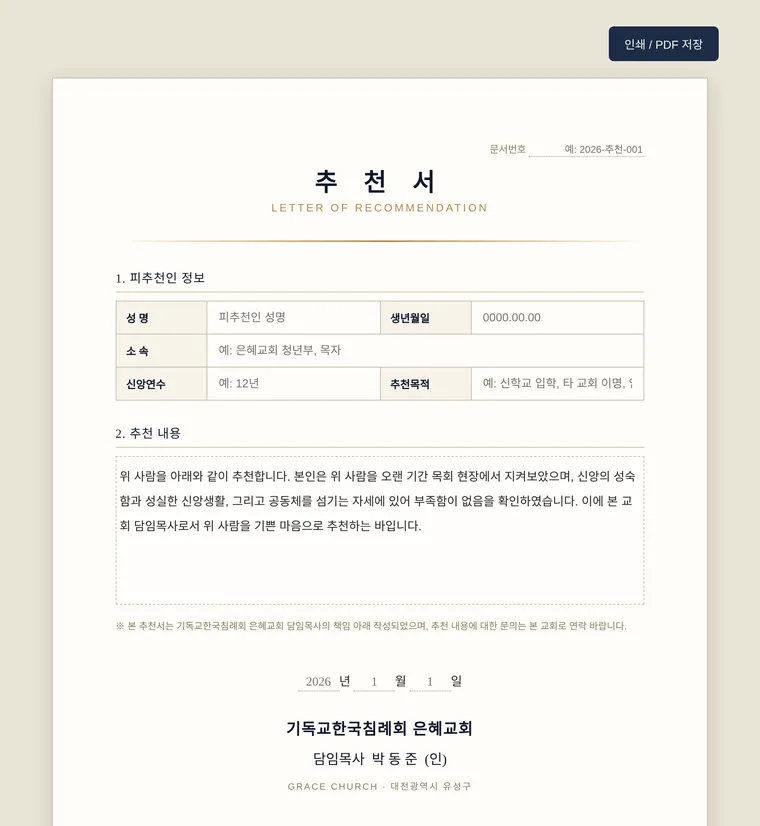 인쇄 / PDF 저장
문서번호 예: 2026-추천-001
추 천 서
LETTER OF RECOMMENDATION
1. 피추천인 정보
성 명 피추천인 성명 생년월일 0000.00.00
소 속 예: 은혜교회 청년부, 목자
신앙연수 예: 12년 추천목적 예: 신학교 입학, 타 교회 이명,
2. 추천 내용
위 사람을 아래와 같이 추천합니다. 본인은 위 사람을 오랜 기간 목회 현장에서 지켜보았으며, 신앙의 성숙
함과 성실한 신앙생활, 그리고 공동체를 섬기는 자세에 있어 부족함이 없음을 확인하였습니다. 이에 본 교
회 담임목사로서 위 사람을 기쁜 마음으로 추천하는 바입니다.
※ 본 추천서는 기독교한국침례회 은혜교회 담임목사의 책임 아래 작성되었으며, 추천 내용에 대한 문의는 본 교회로 연락 바랍니다.
2026 년 1 월 1 일
기독교한국침례회 은혜교회
담임목사 박 동 준 (인)
GRACE CHURCH · 대전광역시 유성구